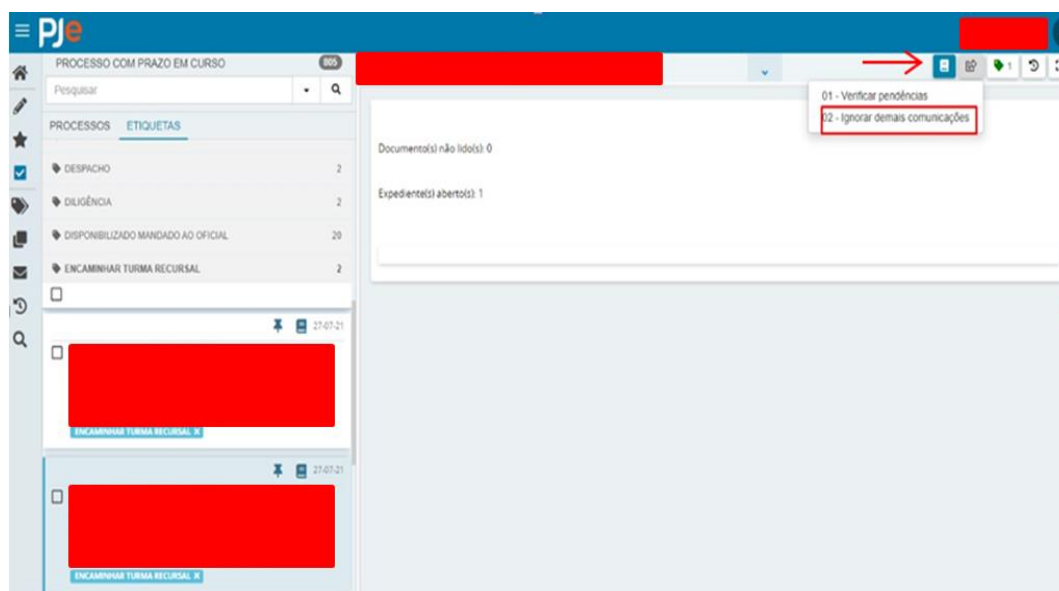 PJe
PROCESSO COM PRAZO EM CURSO 805
Pesquisar
PROCESSOS ETIQUETAS
DESPACHO 2
DILIGÊNCIA 2
DISPONIBILIZADO MANDADO AO OFICIAL 20
ENCAMINHAR TURMA RECURSAL 2
27-07-21
ENCAMINHAR TURMA RECURSAL X
27-07-21
ENCAMINHAR TURMA RECURSAL X
1
01 - Verificar pendências
02 - Ignorar demais comunicações
Documento(s) não lido(s): 0
Expediente(s) aberto(s): 1